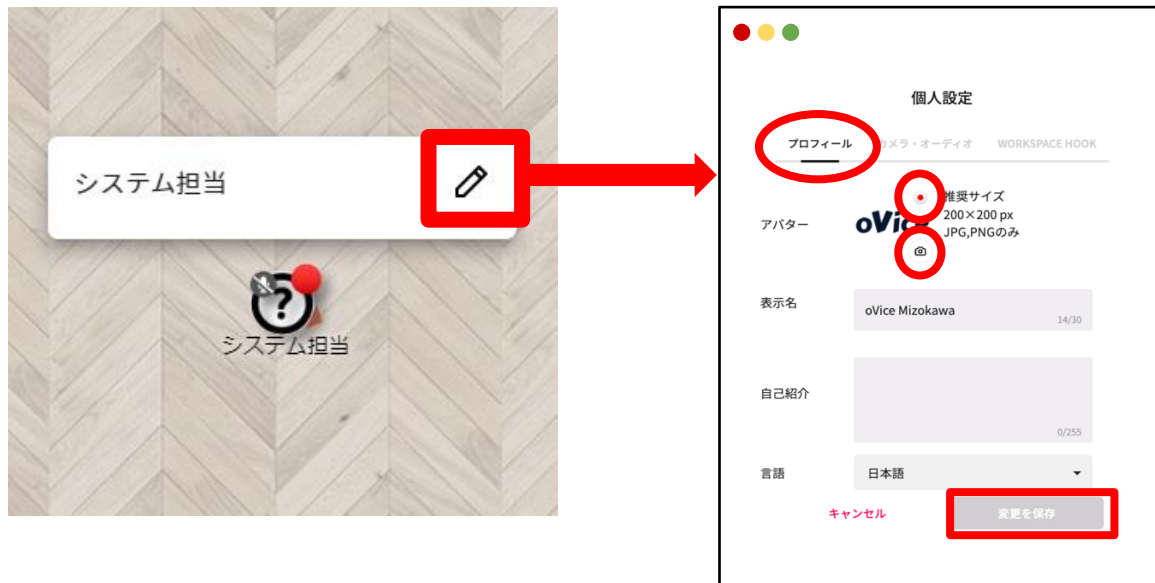 システム担当
?
システム担当
個人設定
プロフィール
カメラ・オーディオ
WORKSPACE HOOK
アバター
oVice
推奨サイズ
200×200 px
JPG,PNGのみ
表示名
oVice Mizokawa
14/30
自己紹介
0/255
言語
日本語
キャンセル
変更を保存